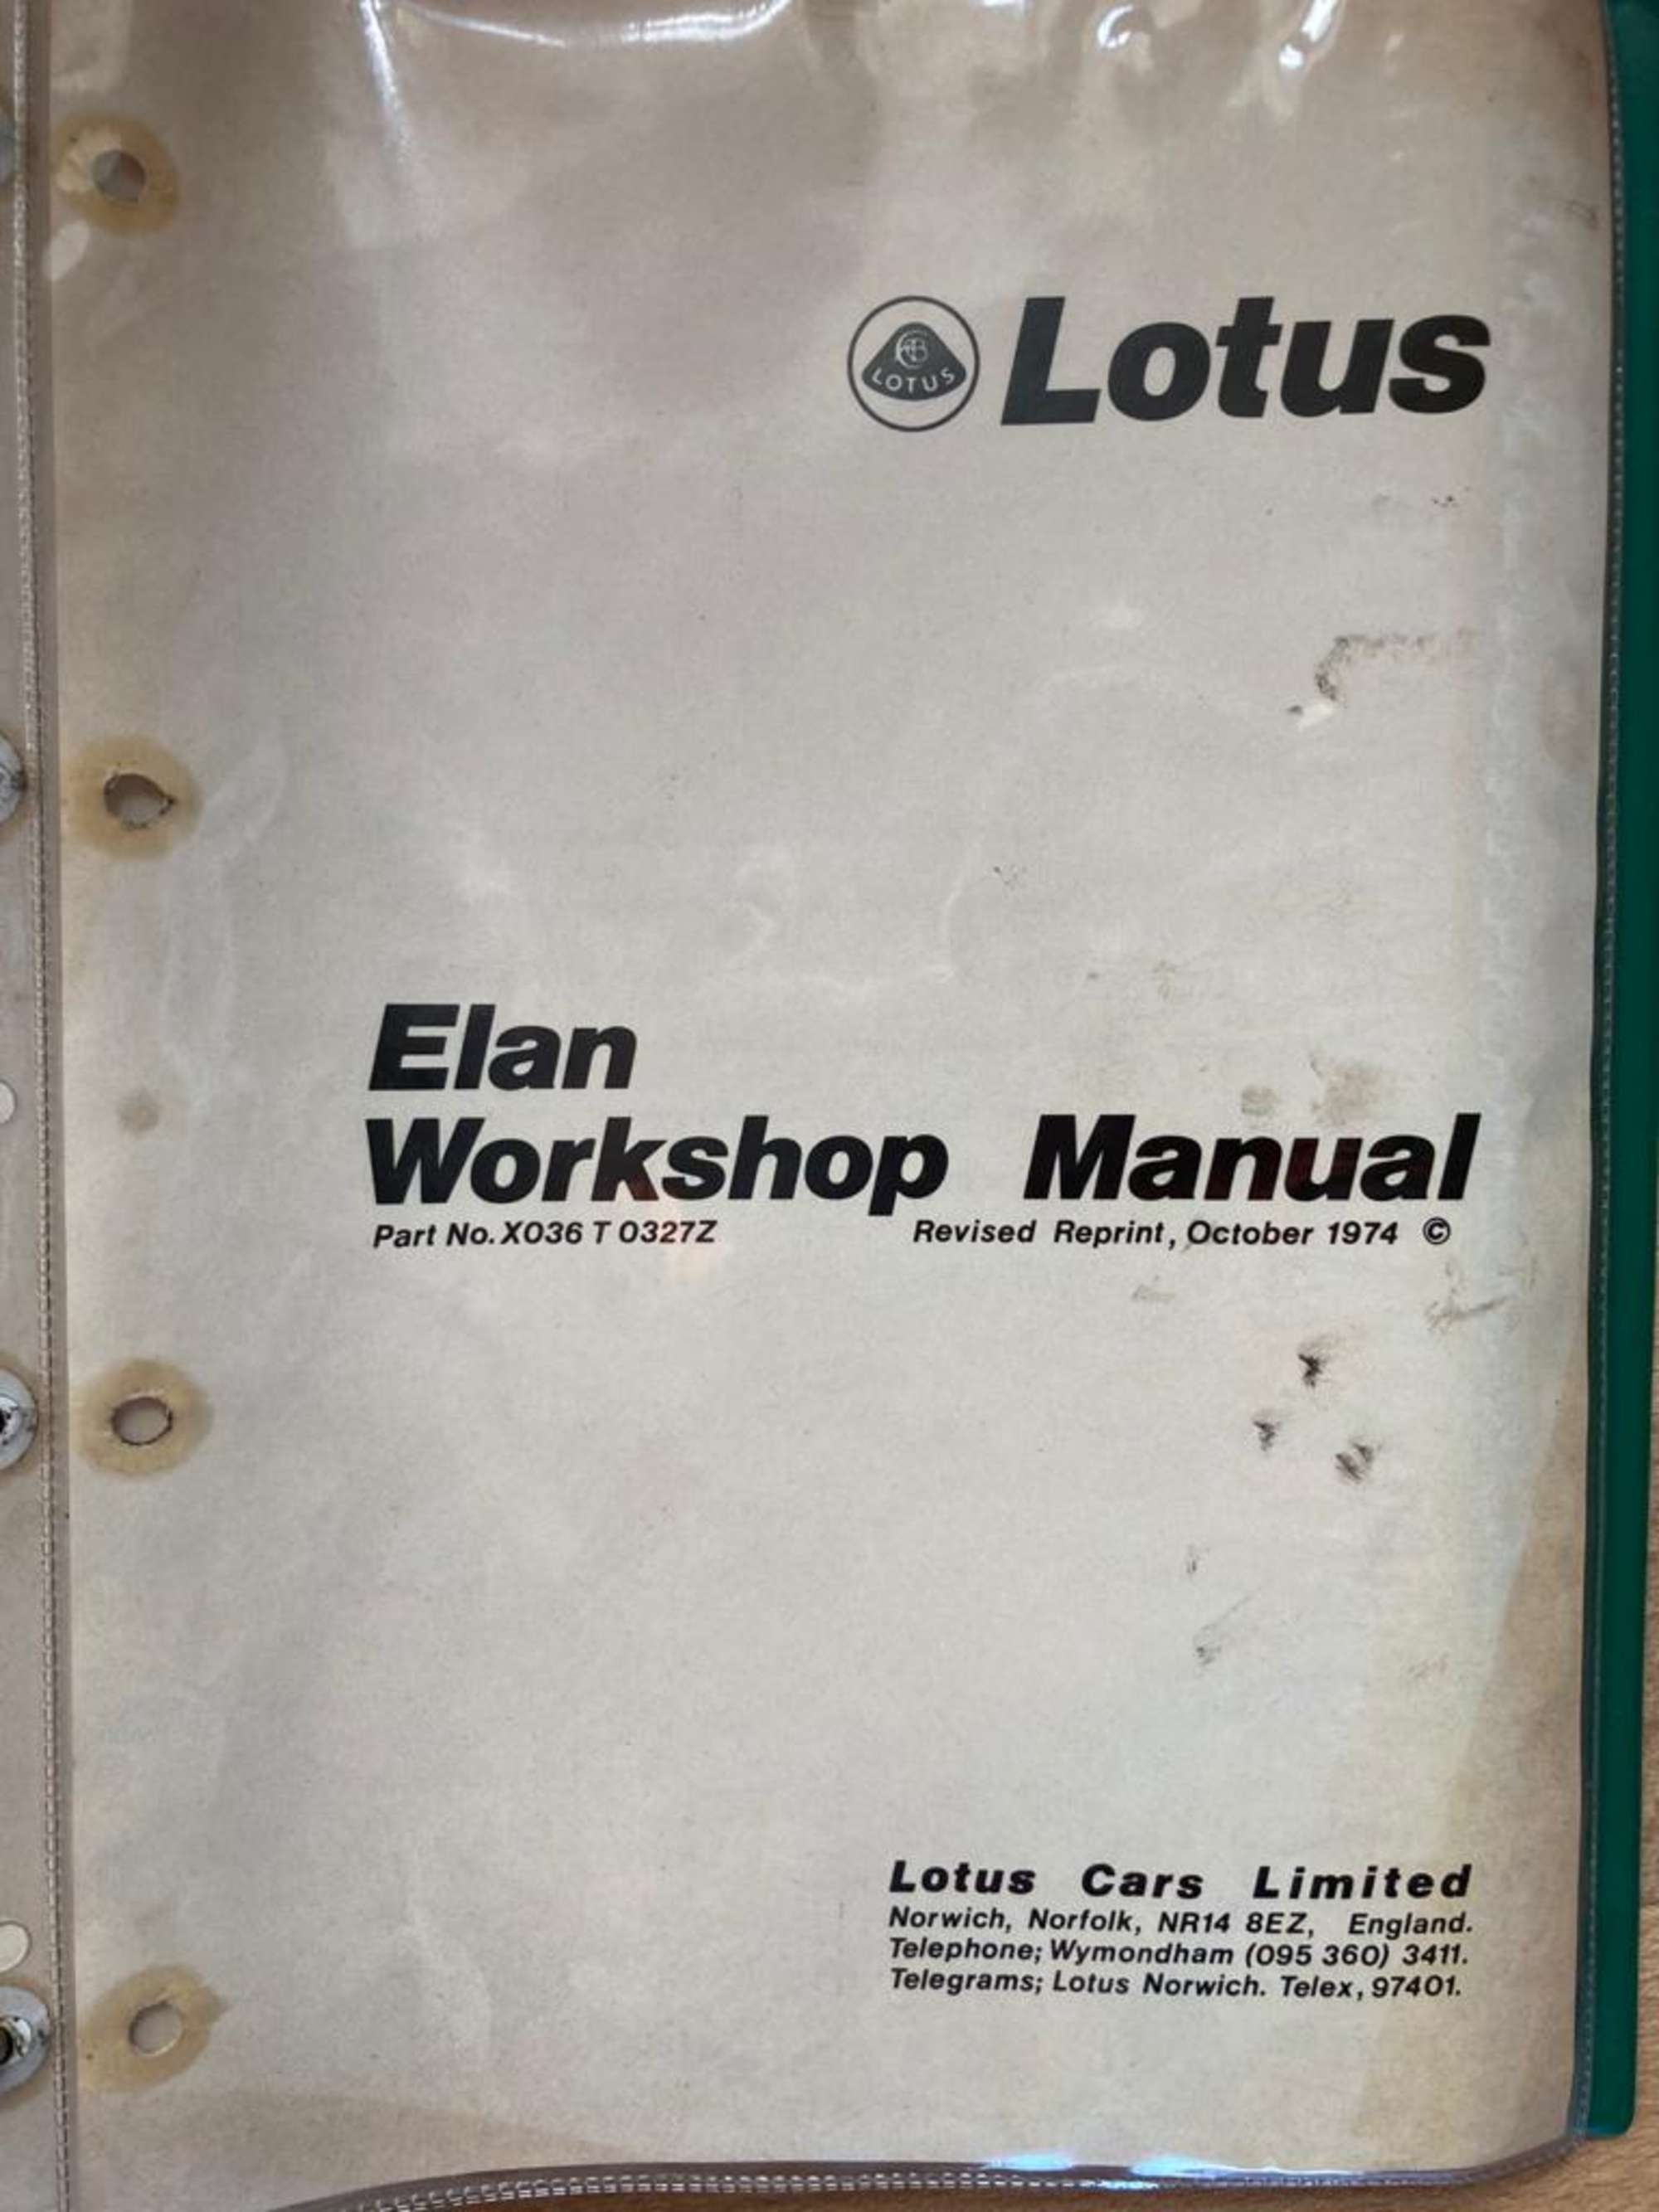 LOTUS
Lotus
Elan
Workshop Manual
Part No. X036 T 0327Z Revised Reprint, October 1974 ©
Lotus Cars Limited
Norwich, Norfolk, NR14 8EZ, England.
Telephone; Wymondham (095 360) 3411.
Telegrams; Lotus Norwich. Telex, 97401.